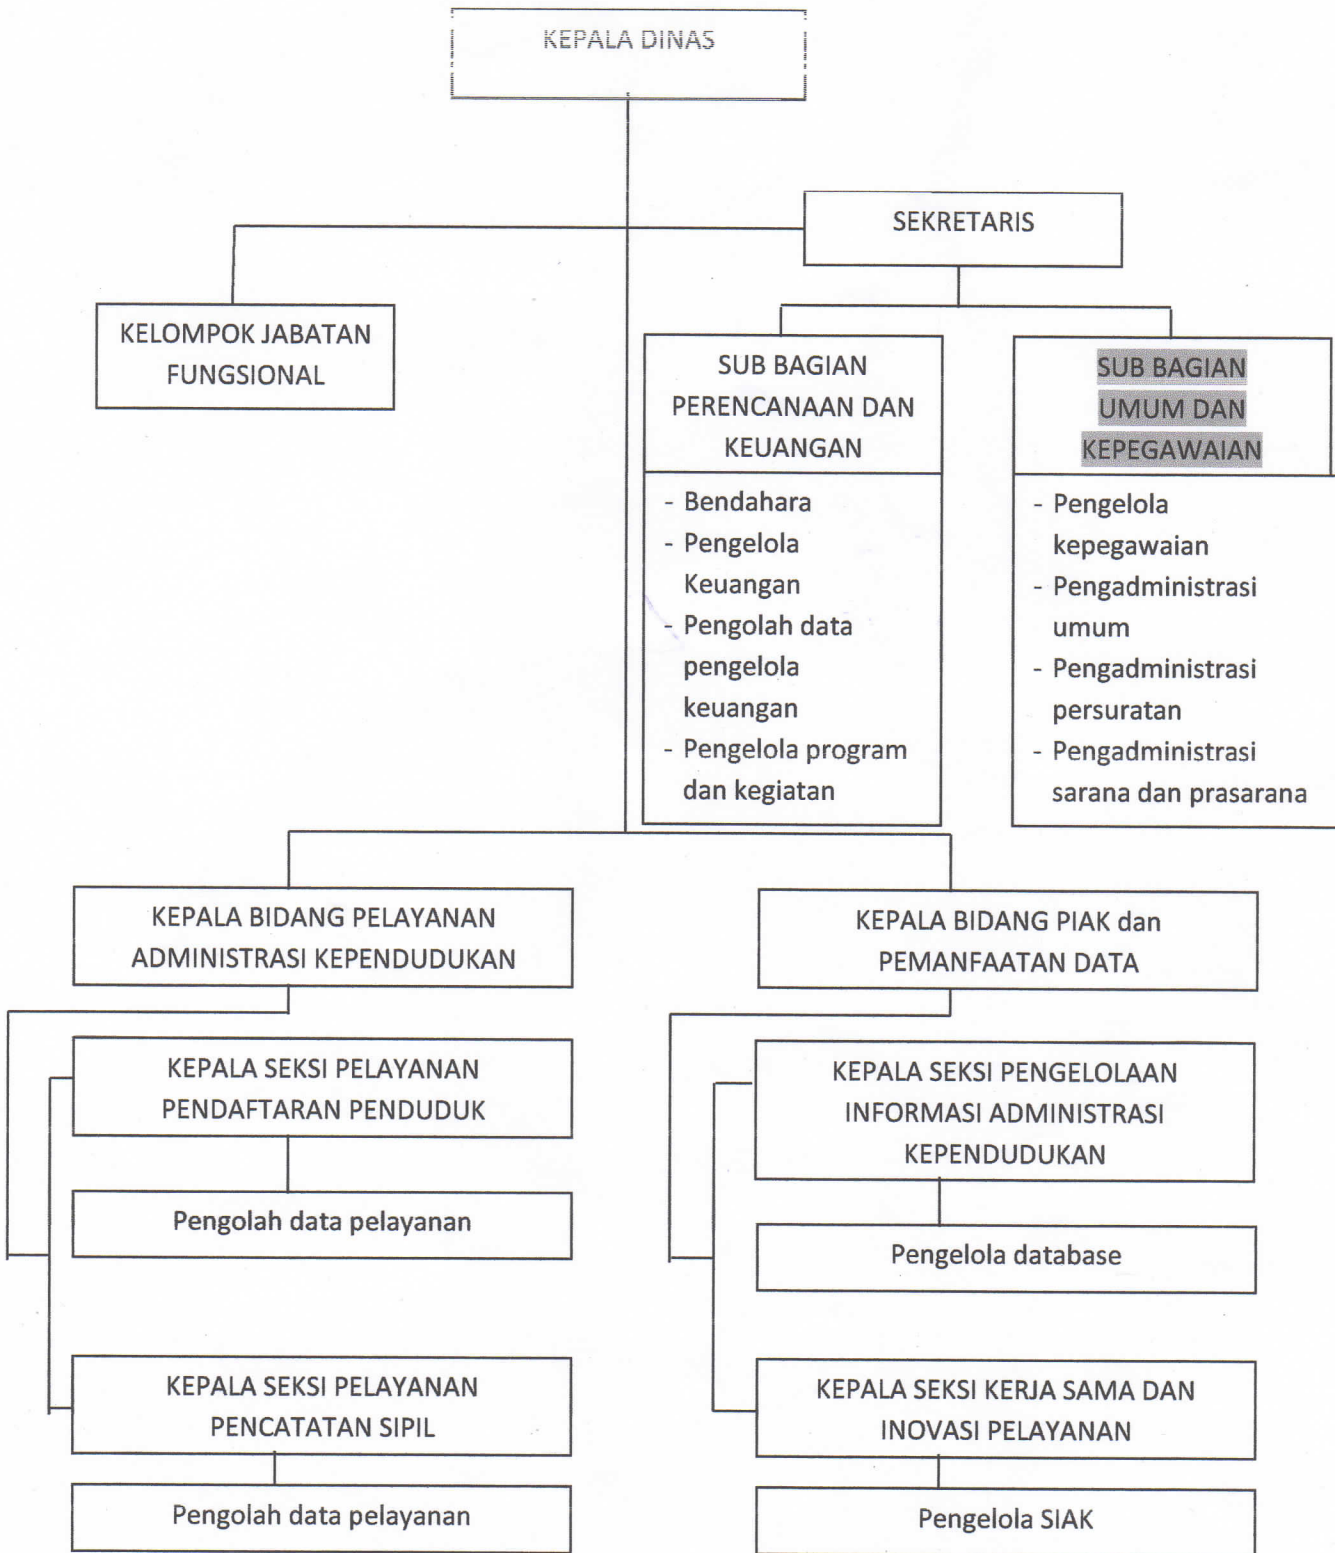 KEPALA DINAS
SEKRETARIS
KELOMPOK JABATAN
FUNGSIONAL
SUB BAGIAN
PERENCANAAN DAN
KEUANGAN
- Bendahara
- Pengelola
Keuangan
- Pengolah data
pengelola
keuangan
- Pengelola program
dan kegiatan
SUB BAGIAN
UMUM DAN
KEPEGAWAIAN
- Pengelola
kepegawaian
- Pengadministrasi
umum
- Pengadministrasi
persuratan
- Pengadministrasi
sarana dan prasarana
KEPALA BIDANG PELAYANAN
ADMINISTRASI KEPENDUDUKAN
KEPALA SEKSI PELAYANAN
PENDAFTARAN PENDUDUK
Pengolah data pelayanan
KEPALA SEKSI PELAYANAN
PENCATATAN SIPIL
Pengolah data pelayanan
KEPALA BIDANG PIAK dan
PEMANFAATAN DATA
KEPALA SEKSI PENGELOLAAN
INFORMASI ADMINISTRASI
KEPENDUDUKAN
Pengelola database
KEPALA SEKSI KERJA SAMA DAN
INOVASI PELAYANAN
Pengelola SIAK